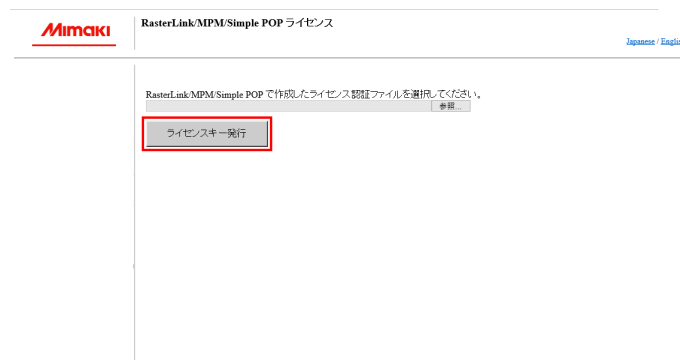 Mimaki
RasterLink/MPM/Simple POP ライセンス
Japanese / Englis
RasterLink/MPM/Simple POP で作成したライセンス認証ファイルを選択してください。
参照...
ライセンスキー発行